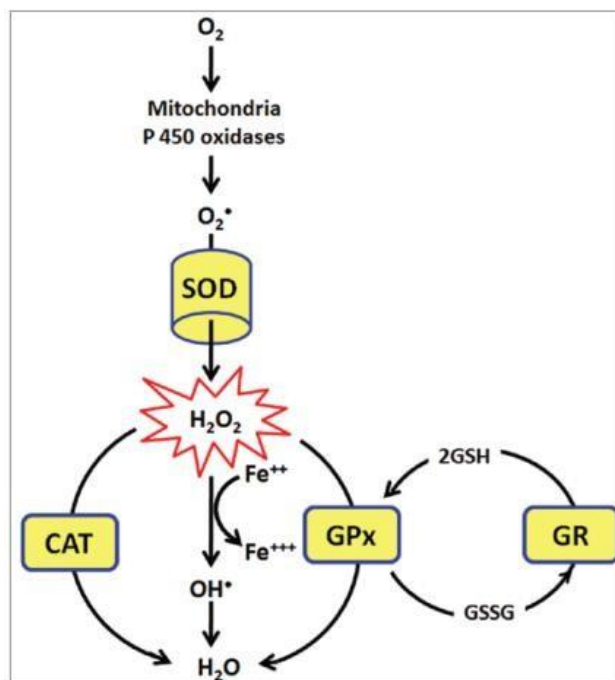 O₂
Mitochondria
P 450 oxidases
O₂•
SOD
H₂O₂
Fe⁺⁺
2GSH
CAT
Fe⁺⁺⁺
GPx
GR
OH•
GSSG
H₂O